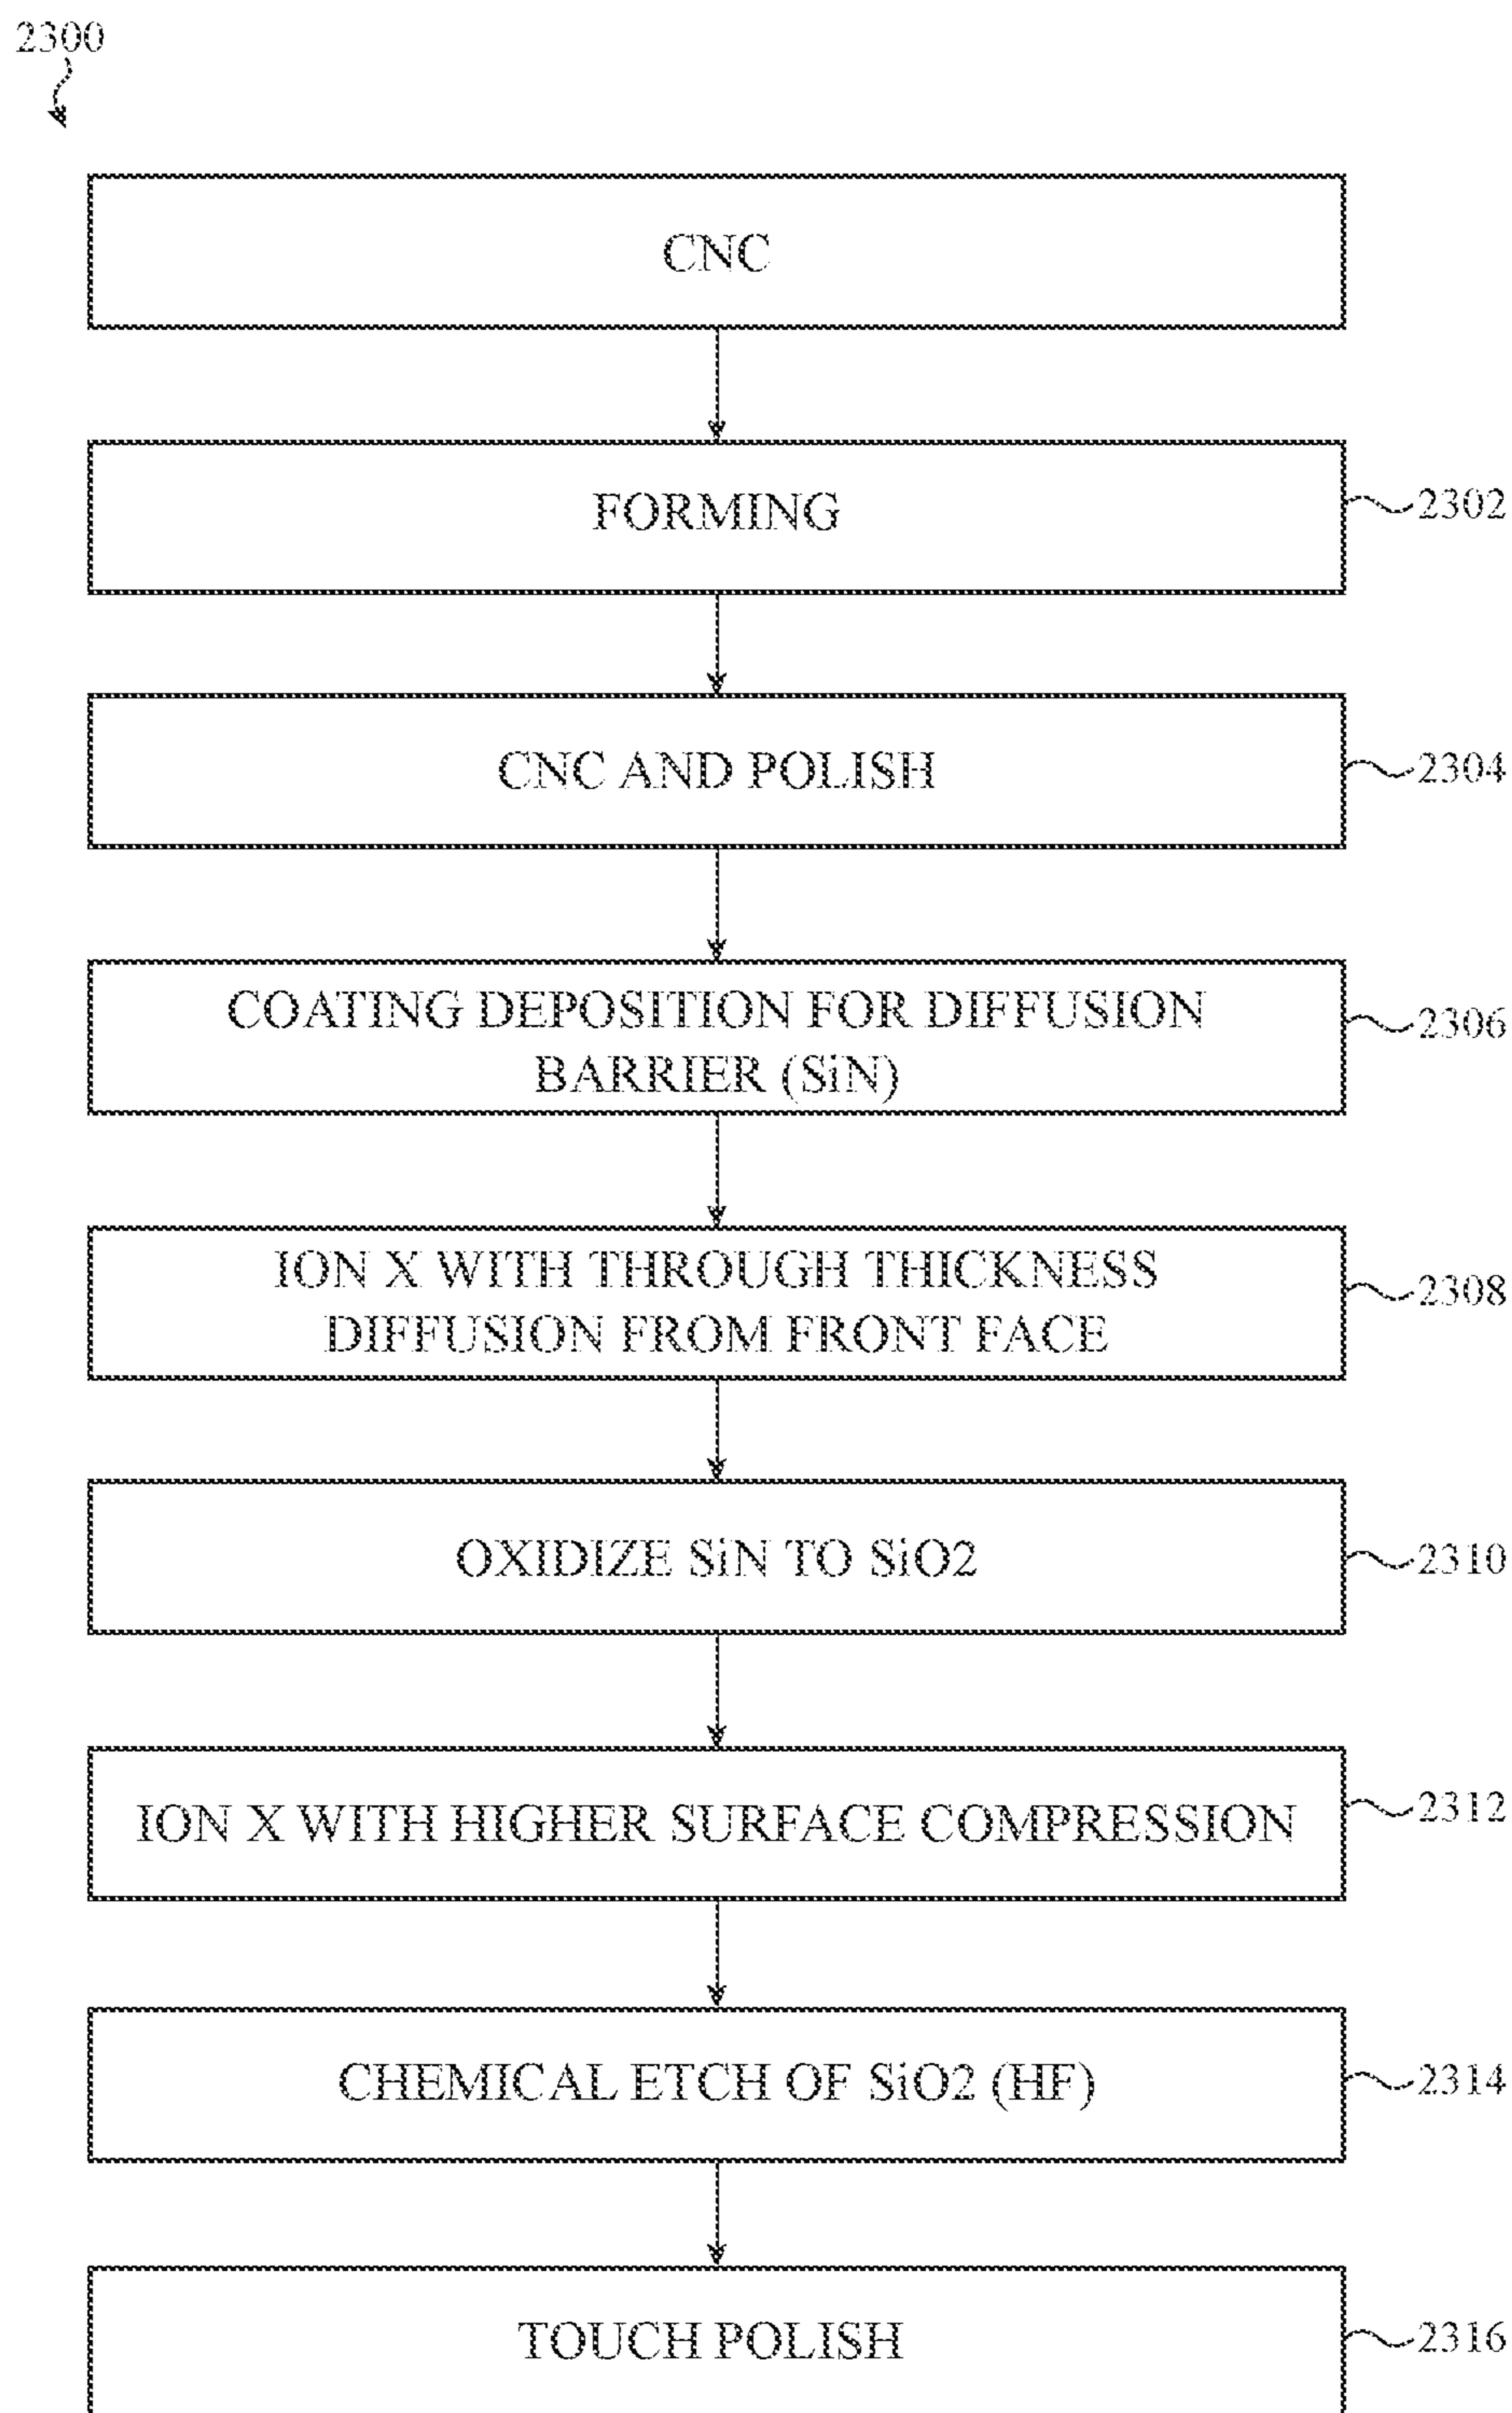 2300
CNC
FORMING
2302
CNC AND POLISH
2304
COATING DEPOSITION FOR DIFFUSION
BARRIER (SiN)
2306
ION X WITH THROUGH THICKNESS
DIFFUSION FROM FRONT FACE
2308
OXIDIZE SiN TO SiO2
2310
ION X WITH HIGHER SURFACE COMPRESSION
2312
CHEMICAL ETCH OF SiO2 (HF)
2314
TOUCH POLISH
2316